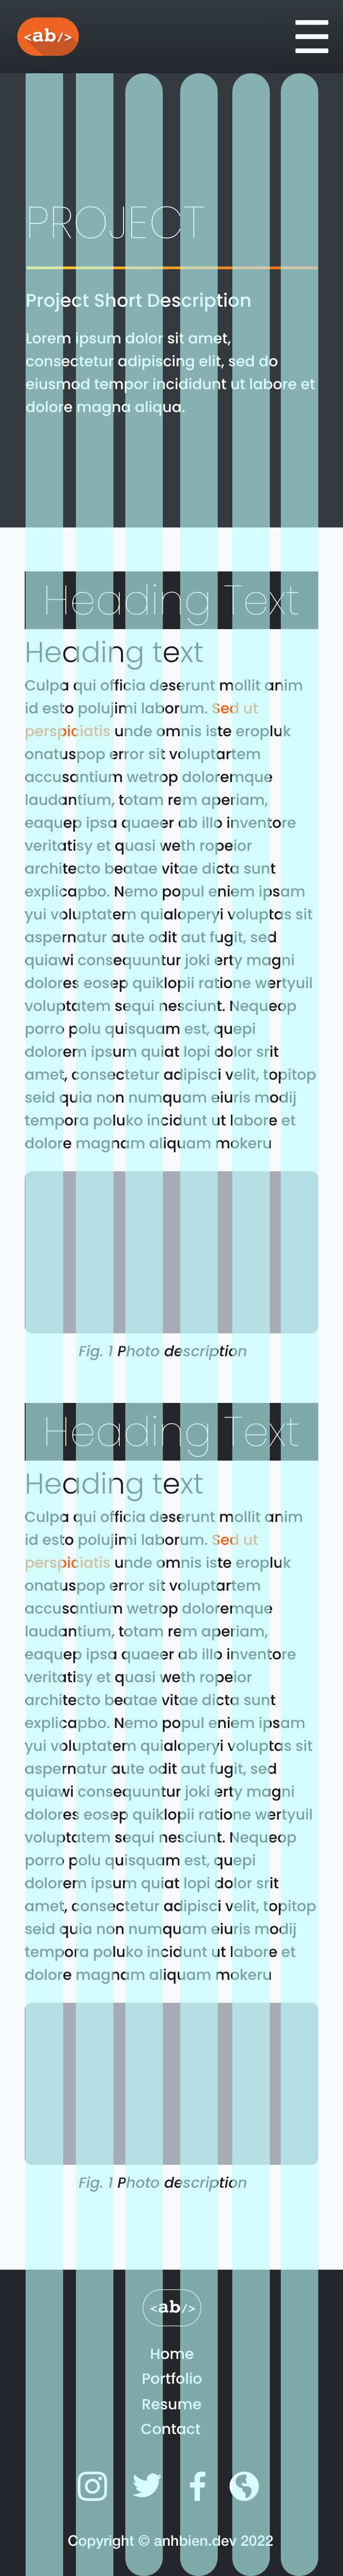 <ab/>
PROJECT
Project Short Description
Lorem ipsum dolor sit amet,
consectetur adipiscing elit, sed do
eiusmod tempor incididunt ut labore et
dolore magna aliqua.
Heading Text
Heading text
Culpa qui officia deserunt mollit anim
id esto polujimi laborum. Sed ut
perspiciatis unde omnis iste eropluk
onatuspop error sit voluptartem
accusantium wetrop doloremque
laudantium, totam rem aperiam,
eaquep ipsa quaeer ab illo inventore
veritatisy et quasi weth ropeior
architecto beatae vitae dicta sunt
explicapbo. Nemo popul eniem ipsam
yui voluptatem quialoperyi voluptas sit
aspernatur aute odit aut fugit, sed
quiawi consequuntur joki erty magni
dolores eosep quiklopii ratione wertyuil
voluptatem sequi nesciunt. Nequeop
porro polu quisquam est, quepi
dolorem ipsum quiat lopi dolor srit
amet, consectetur adipisci velit, topitop
seid quia non numquam eiuris modij
tempora poluko incidunt ut labore et
dolore magnam aliquam mokeru
Fig. 1 Photo description
Heading Text
Heading text
Culpa qui officia deserunt mollit anim
id esto polujimi laborum. Sed ut
perspiciatis unde omnis iste eropluk
onatuspop error sit voluptartem
accusantium wetrop doloremque
laudantium, totam rem aperiam,
eaquep ipsa quaeer ab illo inventore
veritatisy et quasi weth ropeior
architecto beatae vitae dicta sunt
explicapbo. Nemo popul eniem ipsam
yui voluptatem quialoperyi voluptas sit
aspernatur aute odit aut fugit, sed
quiawi consequuntur joki erty magni
dolores eosep quiklopii ratione wertyuil
voluptatem sequi nesciunt. Nequeop
porro polu quisquam est, quepi
dolorem ipsum quiat lopi dolor srit
amet, consectetur adipisci velit, topitop
seid quia non numquam eiuris modij
tempora poluko incidunt ut labore et
dolore magnam aliquam mokeru
Fig. 1 Photo description
<ab/>
Home
Portfolio
Resume
Contact
Copyright © anhbien.dev 2022